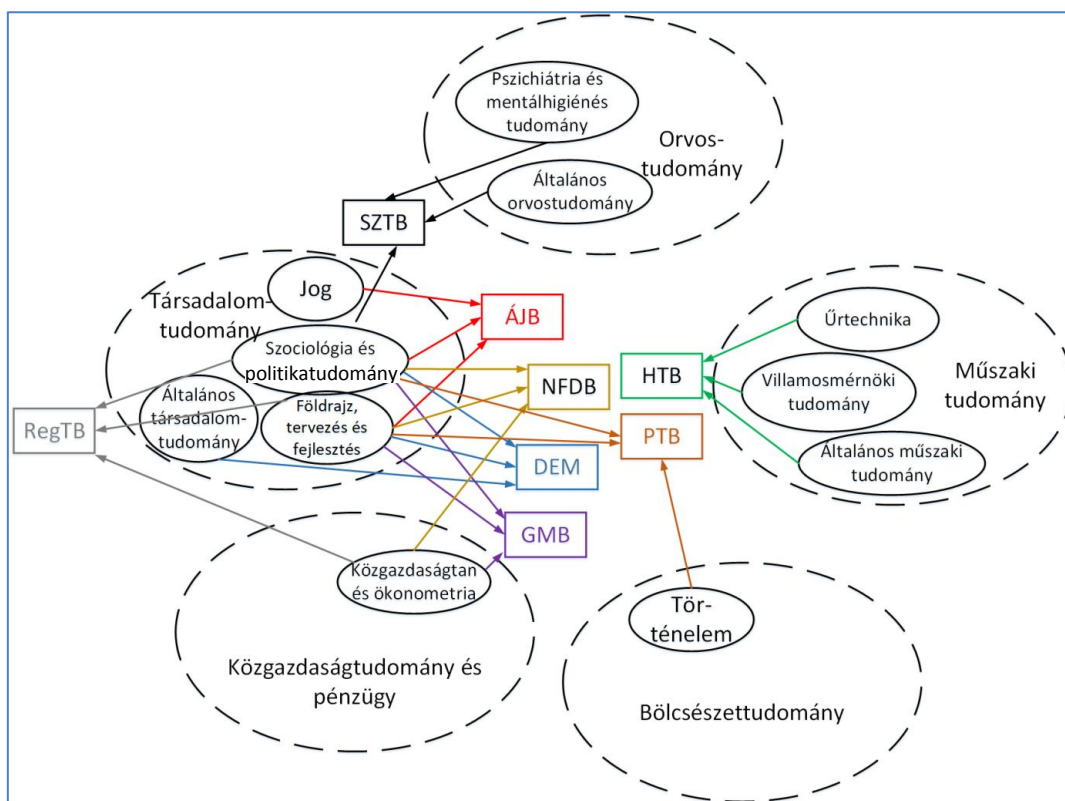 Pszichiátria és
mentálhigiénés
tudomány
Orvos-
tudomány
Általános
orvostudomány
SZTB
Jog
Társadalom-
tudomány
ÁJB
Űrtechnika
Szociológia és
politikatudomány
NFDB
HTB
Villamosmérnöki
tudomány
Műszaki
tudomány
Általános
társadalom-
tudomány
Földrajz,
tervezés és
fejlesztés
RegTB
PTB
DEM
Általános műszaki
tudomány
GMB
Közgazdaságtan
és ökonometria
Tör-
ténelem
Közgazdaságtudomány és
pénzügy
Bölcsészettudomány